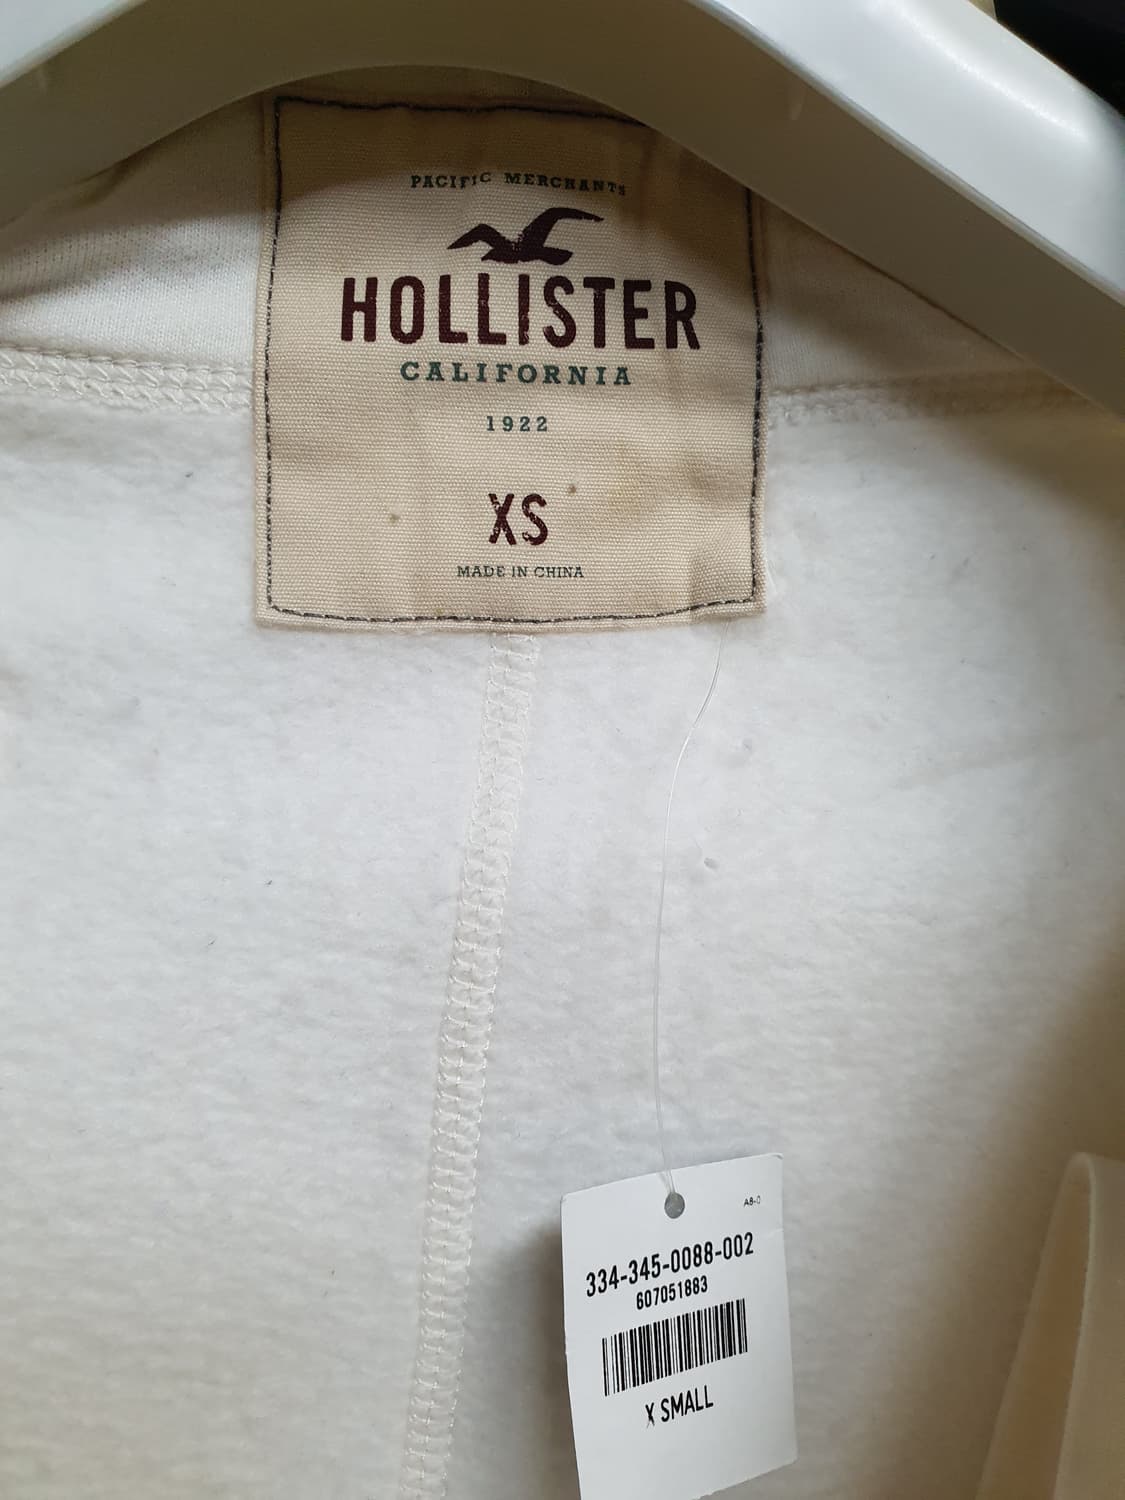 PACIFIC MERCHANTS
HOLLISTER
CALIFORNIA
1922
XS
MADE IN CHINA
A8-0
334-345-0088-002
607051883
X SMALL